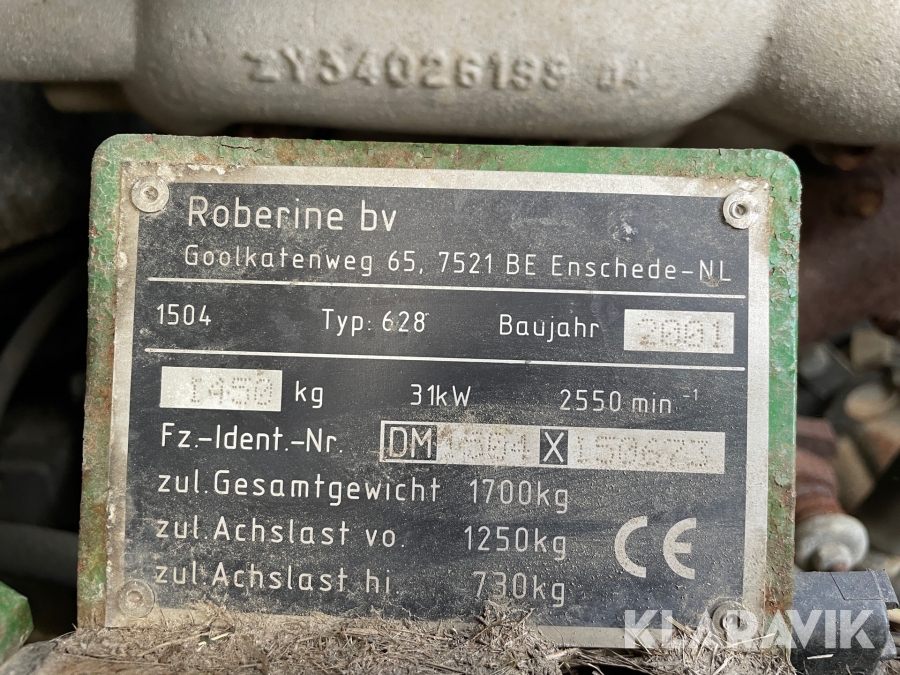 ZY34026199 04
Roberine bv
Goolkatenweg 65, 7521 BE Enschede-NL
1504 Typ: 628 Baujahr 2001
1450 kg 31kW 2550 min -1
Fz.-Ident.-Nr. DM 1504 X 150623
zul.Gesamtgewicht 1700kg
zul.Achslast vo. 1250kg
zul.Achslast hi. 730kg
CE
KLARAVIK